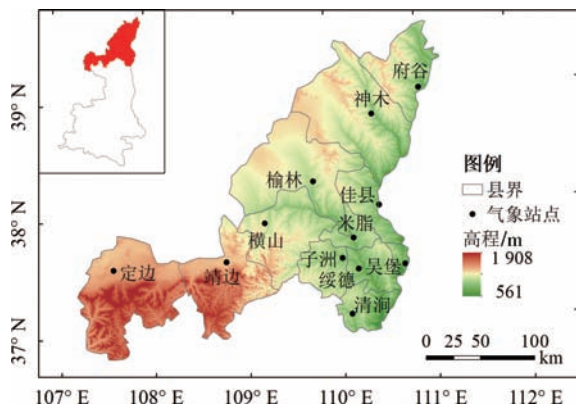 39° N
38° N
37° N
府谷
神木
榆林
佳县
米脂
横山
子洲
吴堡
绥德
定边
靖边
清涧
图例
县界
气象站点
高程/m
1 908
561
0 25 50 100
km
107° E 108° E 109° E 110° E 111° E 112° E